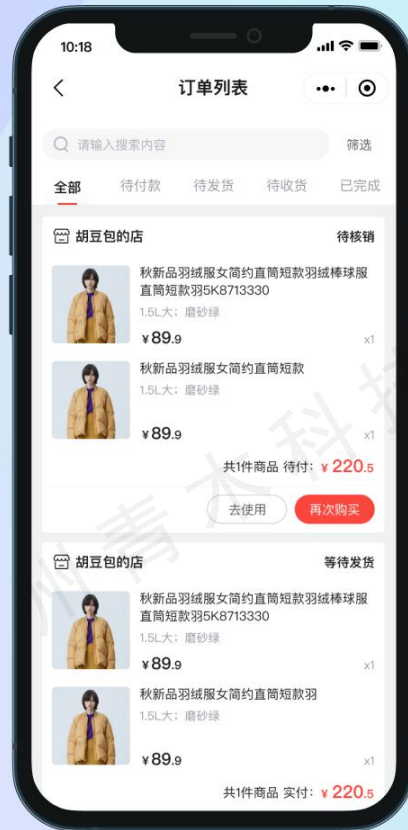 10:18
订单列表
请输入搜索内容
筛选
全部 待付款 待发货 待收货 已完成
胡豆包的店 待核销
秋新品羽绒服女简约直筒短款羽绒棒球服
直筒短款羽5K8713330
1.5L大；磨砂绿
¥89.9 x1
秋新品羽绒服女简约直筒短款
1.5L大；磨砂绿
¥89.9 x1
共1件商品 待付：¥220.5
去使用 再次购买
胡豆包的店 等待发货
秋新品羽绒服女简约直筒短款羽绒棒球服
直筒短款羽5K8713330
1.5L大；磨砂绿
¥89.9 x1
秋新品羽绒服女简约直筒短款羽
1.5L大；磨砂绿
¥89.9 x1
共1件商品 实付：¥220.5
州青木科技